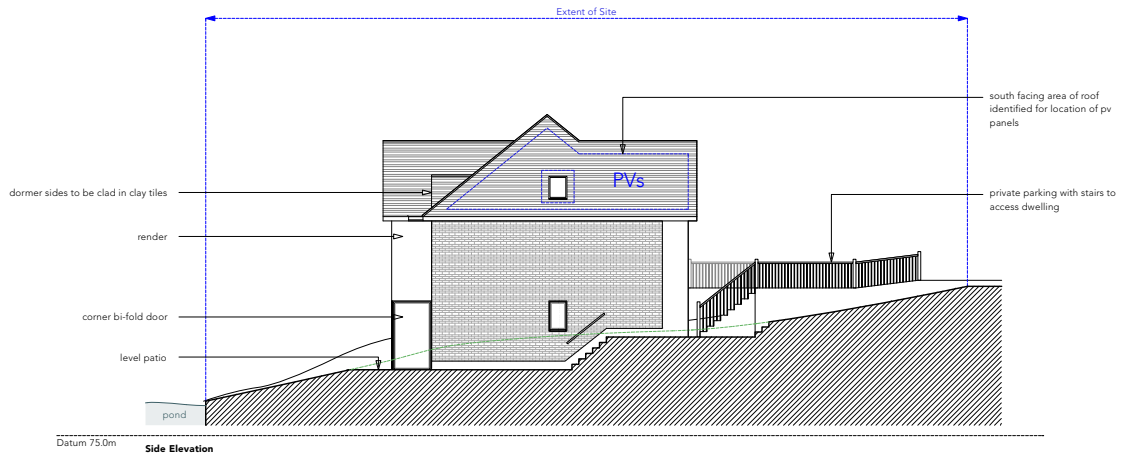 Extent of Site
south facing area of roof
identified for location of pv
panels
PVs
dormer sides to be clad in clay tiles
private parking with stairs to
access dwelling
render
corner bi-fold door
level patio
pond
Datum 75.0m
Side Elevation